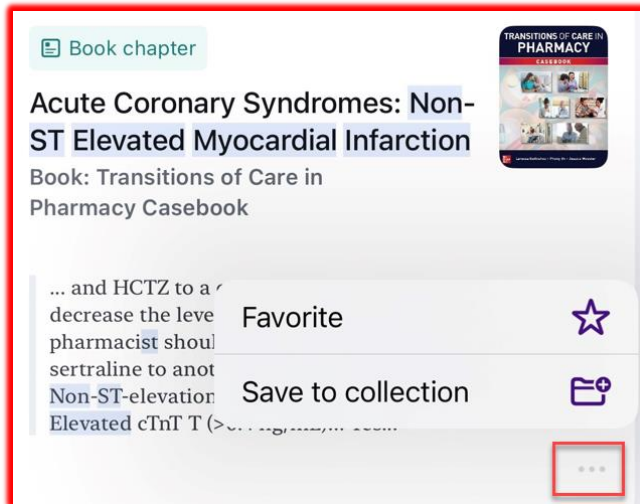 Book chapter
TRANSITIONS OF CARE IN
PHARMACY
CASEBOOK
Acute Coronary Syndromes: Non-
ST Elevated Myocardial Infarction
Book: Transitions of Care in
Pharmacy Casebook
... and HCTZ to a
decrease the leve
pharmacist shoul
sertraline to anot
Non-ST-elevation
Elevated cTnT T
Favorite
Save to collection
...